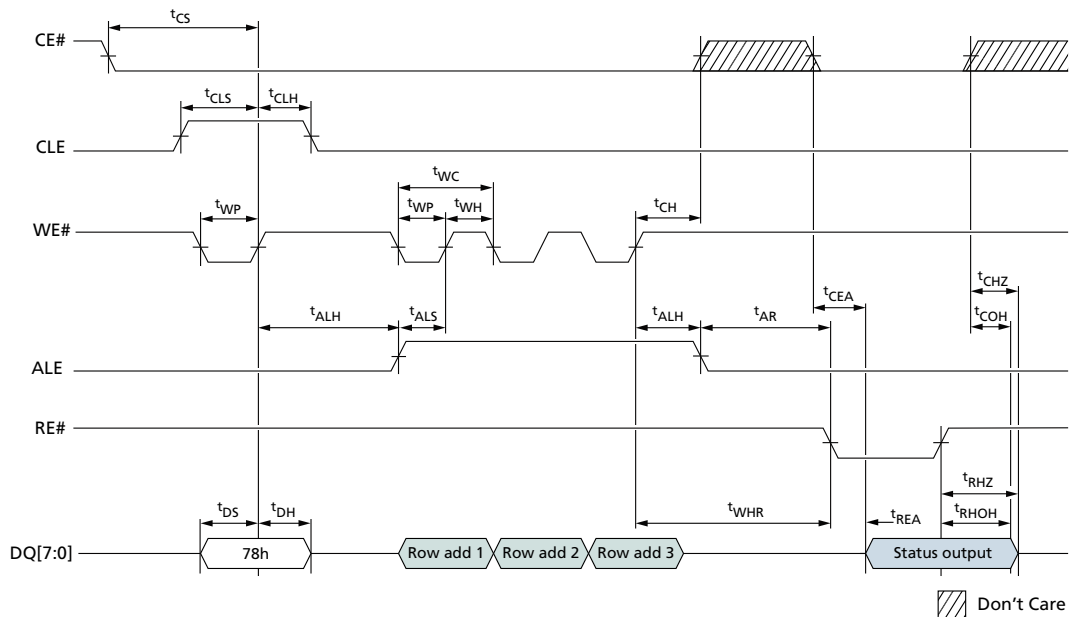 tCS
CE#
tCLS tCLH
CLE
tWC
tWP tWP tWH tCH
WE#
tCEA tCHZ
tALH tALS tALH tAR tCOH
ALE
RE#
tRHZ
tDS tDH tWHR tREA tRHOH
DQ[7:0] 78h Row add 1 Row add 2 Row add 3 Status output
Don't Care